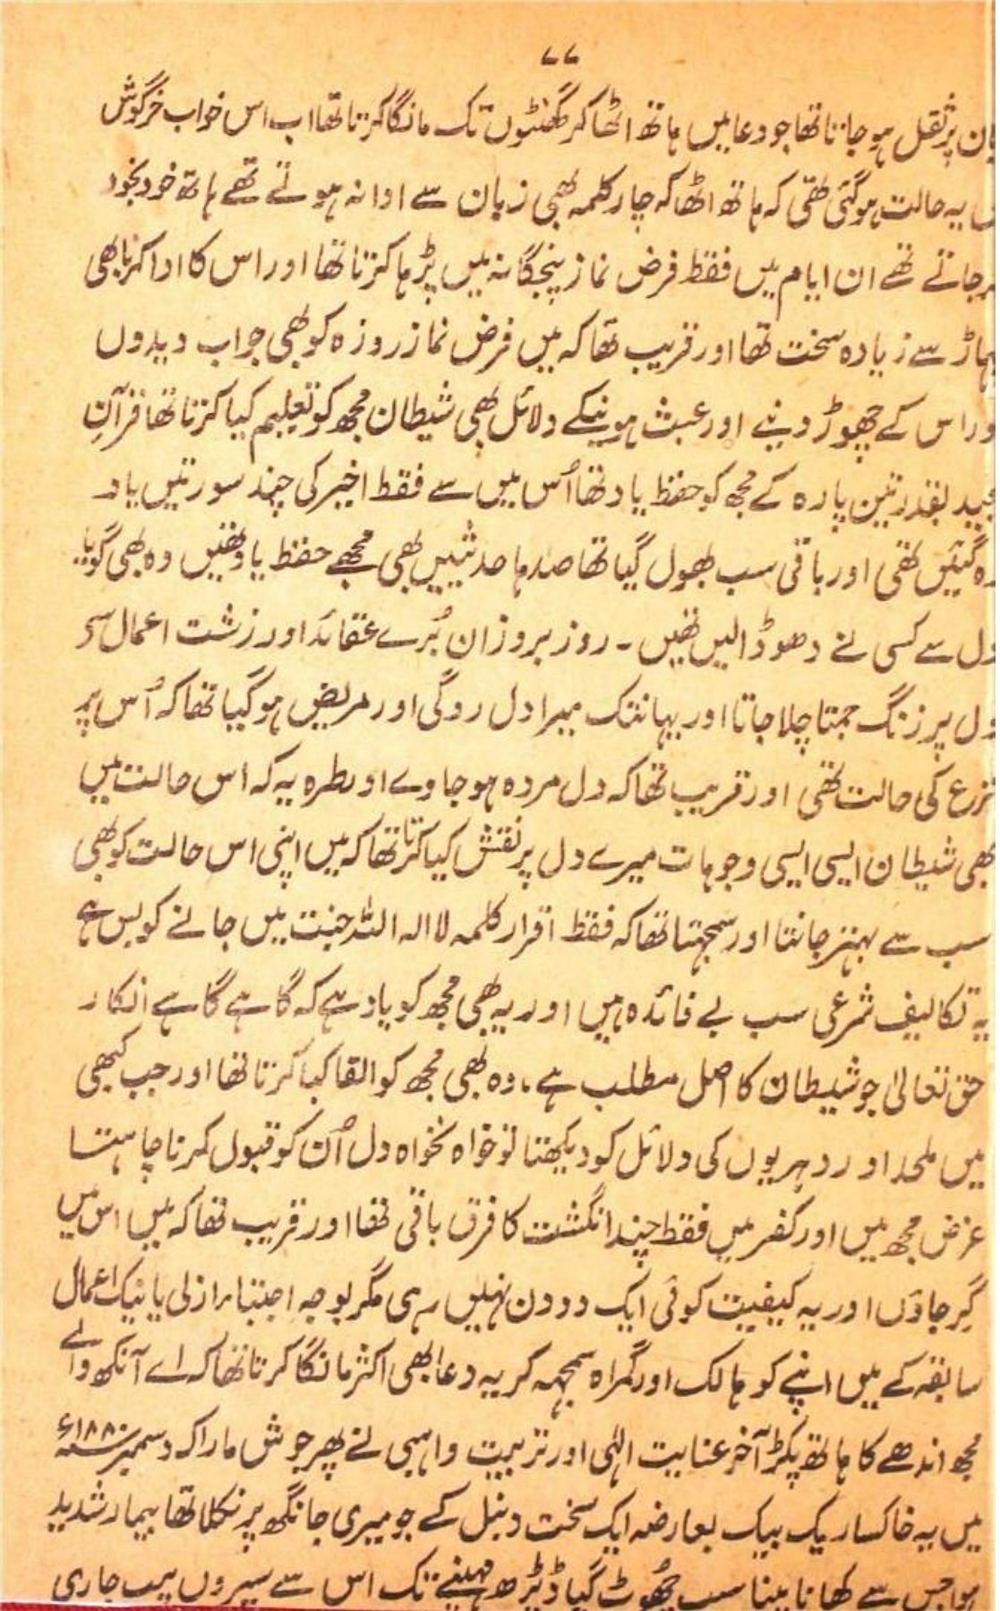 ۷۷
پر ثقل ہو جاتا تھا جو دعا میں ہاتھ اٹھا کر گھنٹوں تک مانگا کرتا تھا اب اس خواب خرگوش
یہ حالت ہوگئی تھی کہ ہاتھ اٹھا کہ چار کلمہ بھی زبان سے ادا نہ ہوتے تھے ہاتھ خود بخود
جاتے تھے ان ایام میں فقط فرض نماز پنجگانہ میں پڑہا کرتا تھا اور اس کا ادا کرنا بھی
سے زیادہ سخت تھا اور قریب تھا کہ میں فرض نماز روزہ کو بھی جواب دیدوں
اس کے چھوڑ دینے اور عبث ہونیکے دلائل بھی شیطان مجھ کو تعلیم کیا کرتا تھا قرآن
بقدر تین پارہ کے مجھ کو حفظ یاد تھا اُس میں سے فقط اخیر کی چند سورتیں یاد
رہ گئیں تھی اور باقی سب بھول گیا تھا صدہا حدثیں بھی مجھے حفظ یاد تھیں وہ بھی گویا
دل سے کسی نے دھو ڈالیں تھیں ۔ روز بروز ان بُرے عقائد اور زشت اعمال سے
دل پر زنگ جمتا چلا جاتا اور یہانتک میرا دل روگی اور مریض ہو گیا تھا کہ اُس پر
نزع کی حالت تھی اور قریب تھا کہ دل مردہ ہو جاوے اور طرہ یہ کہ اس حالت میں
بھی شیطان ایسی ایسی وجوہات میرے دل پر نقش کیا کرتا تھا کہ میں اپنی اس حالت کو بھی
سب سے بہتر جانتا اور سمجہتا تھا کہ فقط اقرار کلمہ لا الہ الا اللہ جنت میں جانے کو بس ہے
یہ تکالیف شرعی سب بے فائدہ ہیں اور یہ بھی مجھ کو یاد ہے کہ گاہے گاہے انکار
حق تعالیٰ جو شیطان کا اصل مطلب ہے ، وہ بھی مجھ کو القا کیا کرتا تھا اور جب کبھی
میں ملحد اور دہریوں کی دلائل کو دیکھتا تو خواہ نخواہ دل اُن کو قبول کرنا چاہتا
غرض مجھ میں اور کفر میں فقط چند انگشت کا فرق باقی تھا اور قریب تھا کہ میں اس میں
گر جاؤں اور یہ کیفیت کوئی ایک دو دن نہیں رہی مگر بوجہ اجتبا ازلی یا نیک اعمال
سابقہ کے میں اپنے کو ہالک اور گمراہ سمجہہ کر یہ دعا بھی اکثر مانگا کرتا تھا کہ اے آنکھ والے
مجھ اندھے کا ہاتھ پکڑ آخر عنایت الہٰی اور تربیت واہبی نے پھر جوش مارا کہ دسمبر ۱۸۸۰ء
میں یہ خاکسار یک بیک بعارضہ ایک سخت دنبل کے جو میری جانگھ پر نکلا تھا بیمار شدید
ہوا جس سے کھانا پینا سب چھوٹ گیا ڈیڑھ مہینے تک اس سے سیروں پیپ جاری